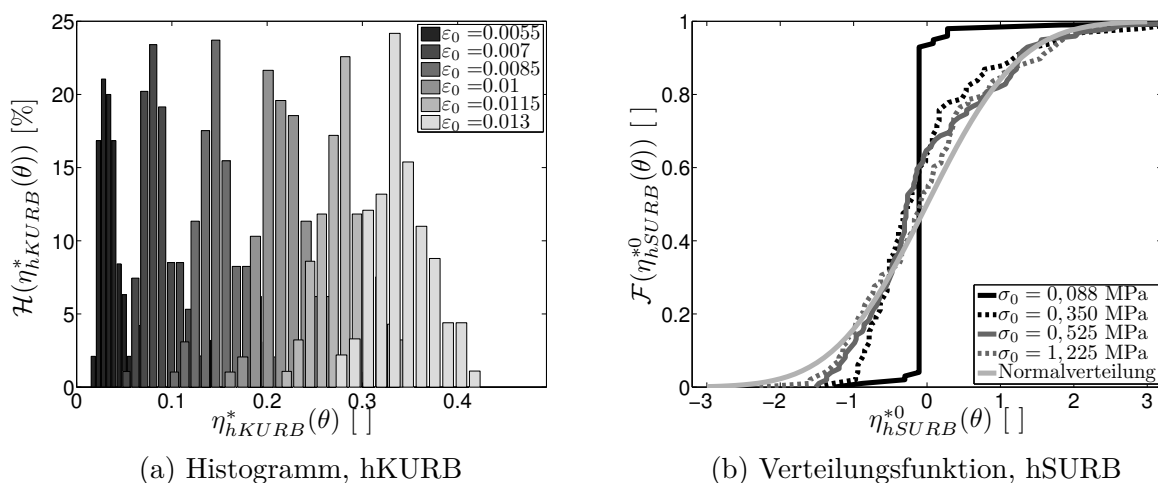 25
20
15
10
5
0
0
0.1
0.2
0.3
0.4
H(η*hKURB(θ)) [%]
η*hKURB(θ) [ ]
ε0 =0.0055
ε0 =0.007
ε0 =0.0085
ε0 =0.01
ε0 =0.0115
ε0 =0.013
(a) Histogramm, hKURB
1
0.8
0.6
0.4
0.2
0
−3
−2
−1
0
1
2
3
F(η*0hSURB(θ)) [ ]
η*0hSURB(θ) [ ]
σ0 = 0,088 MPa
σ0 = 0,350 MPa
σ0 = 0,525 MPa
σ0 = 1,225 MPa
Normalverteilung
(b) Verteilungsfunktion, hSURB